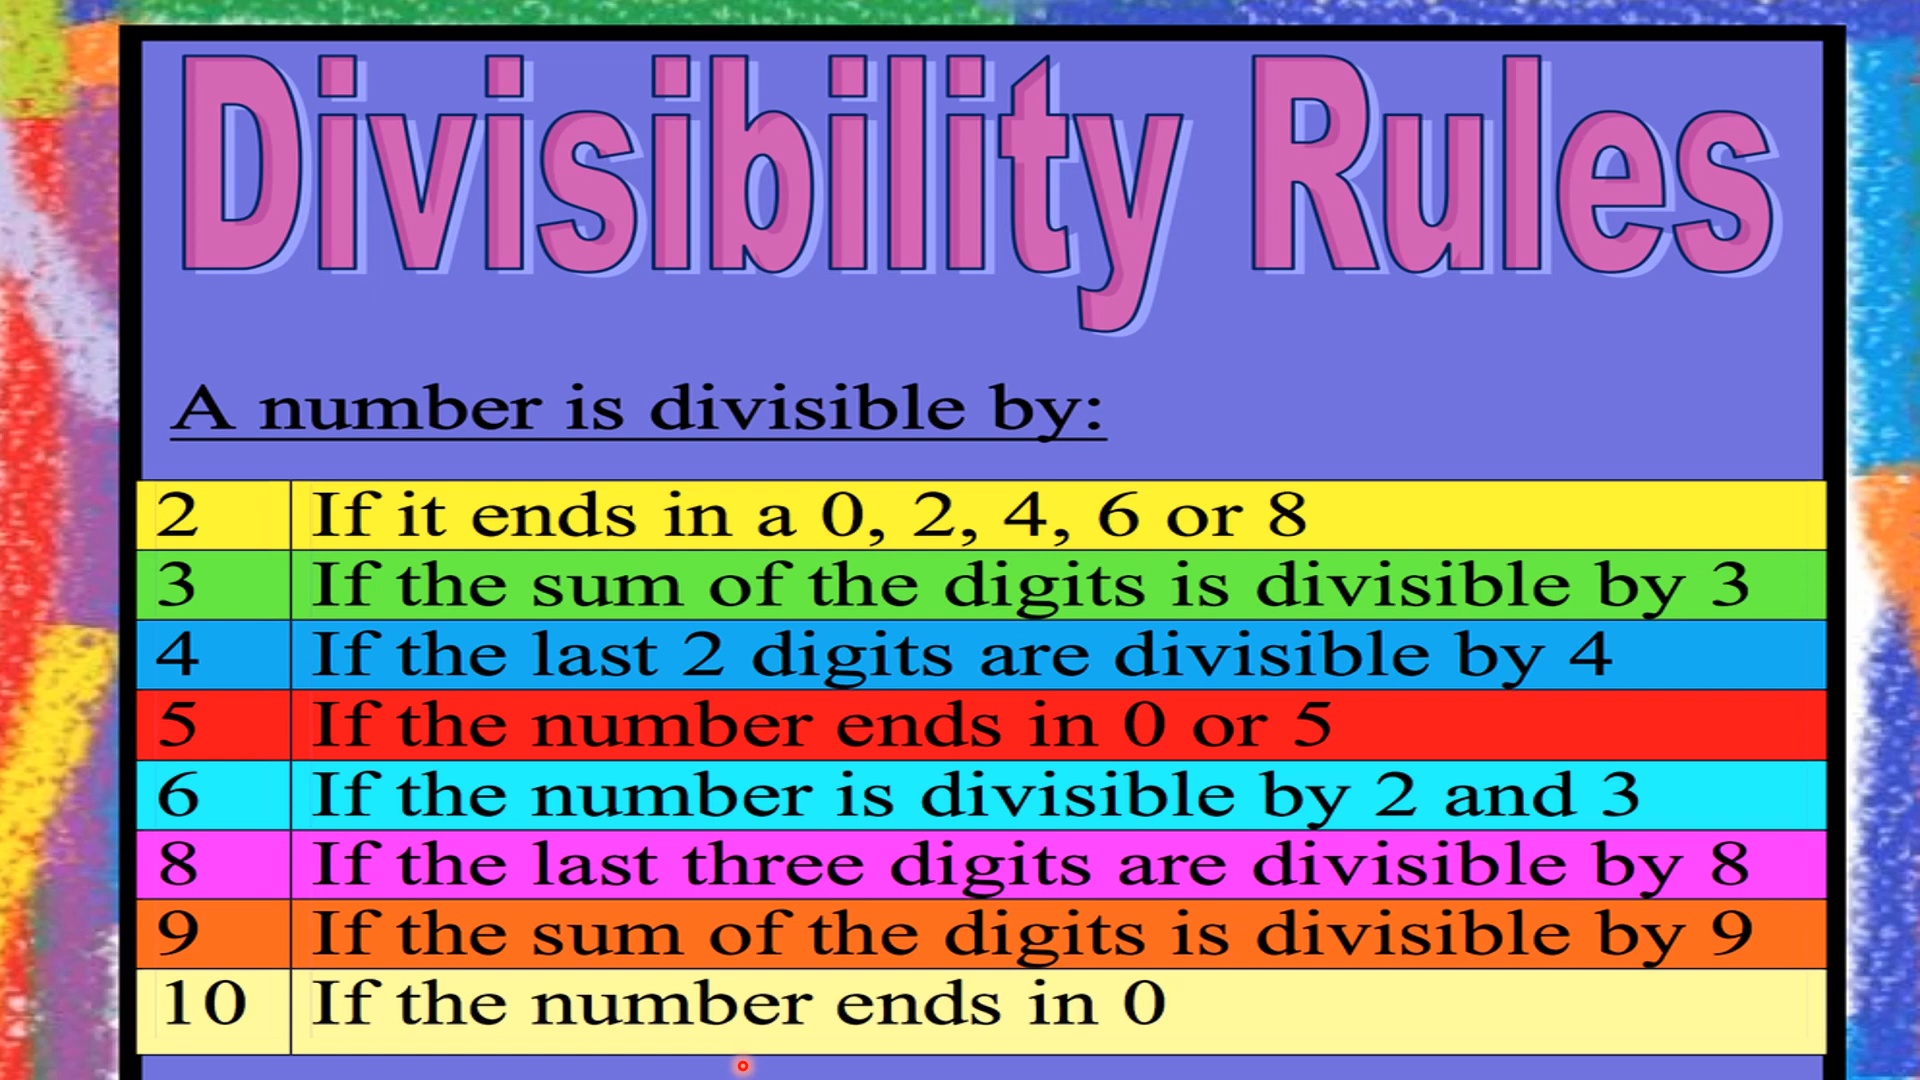 Divisibility Rules
A number is divisible by:
2 If it ends in a 0, 2, 4, 6 or 8
3 If the sum of the digits is divisible by 3
4 If the last 2 digits are divisible by 4
5 If the number ends in 0 or 5
6 If the number is divisible by 2 and 3
8 If the last three digits are divisible by 8
9 If the sum of the digits is divisible by 9
10 If the number ends in 0